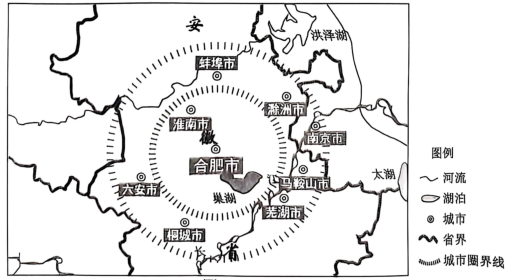 安
洪泽湖
蚌埠市
滁州市
淮南市
南京市
徽
合肥市
图例
河流
太湖
马鞍山市
六安市
湖泊
巢湖
城市
芜湖市
省界
桐城市
省
城市圈界线